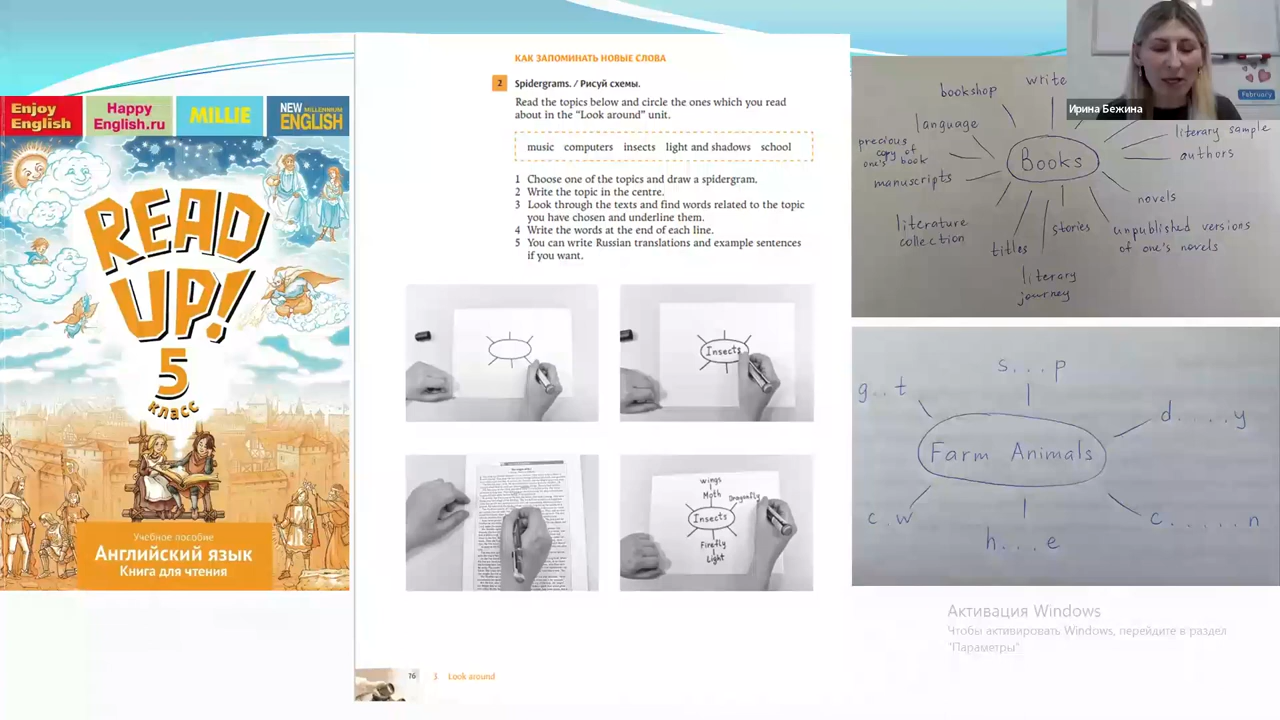 Enjoy
English
Happy
English.ru
MILLIE
NEW MILLENNIUM
ENGLISH
READ
UP!
5
класс
Учебное пособие
Английский язык
Книга для чтения
КАК ЗАПОМИНАТЬ НОВЫЕ СЛОВА
2 Spidergrams. / Рисуй схемы.
Read the topics below and circle the ones which you read
about in the “Look around” unit.
music computers insects light and shadows school
1 Choose one of the topics and draw a spidergram.
2 Write the topic in the centre.
3 Look through the texts and find words related to the topic
you have chosen and underline them.
4 Write the words at the end of each line.
5 You can write Russian translations and example sentences
if you want.
Insects
wings
Moth
Dragonfly
Insects
Firefly
Light
76 3 Look around
write
bookshop
language
precious
copy of
one's book
manuscripts
Books
literary sample
authors
novels
literature
collection
titles
stories
unpublished versions
of one's novels
literary
journey
s...p
g..t
d....y
Farm Animals
c.w
c.....n
h...e
February
Ирина Бежина
Активация Windows
Чтобы активировать Windows, перейдите в раздел
"Параметры"